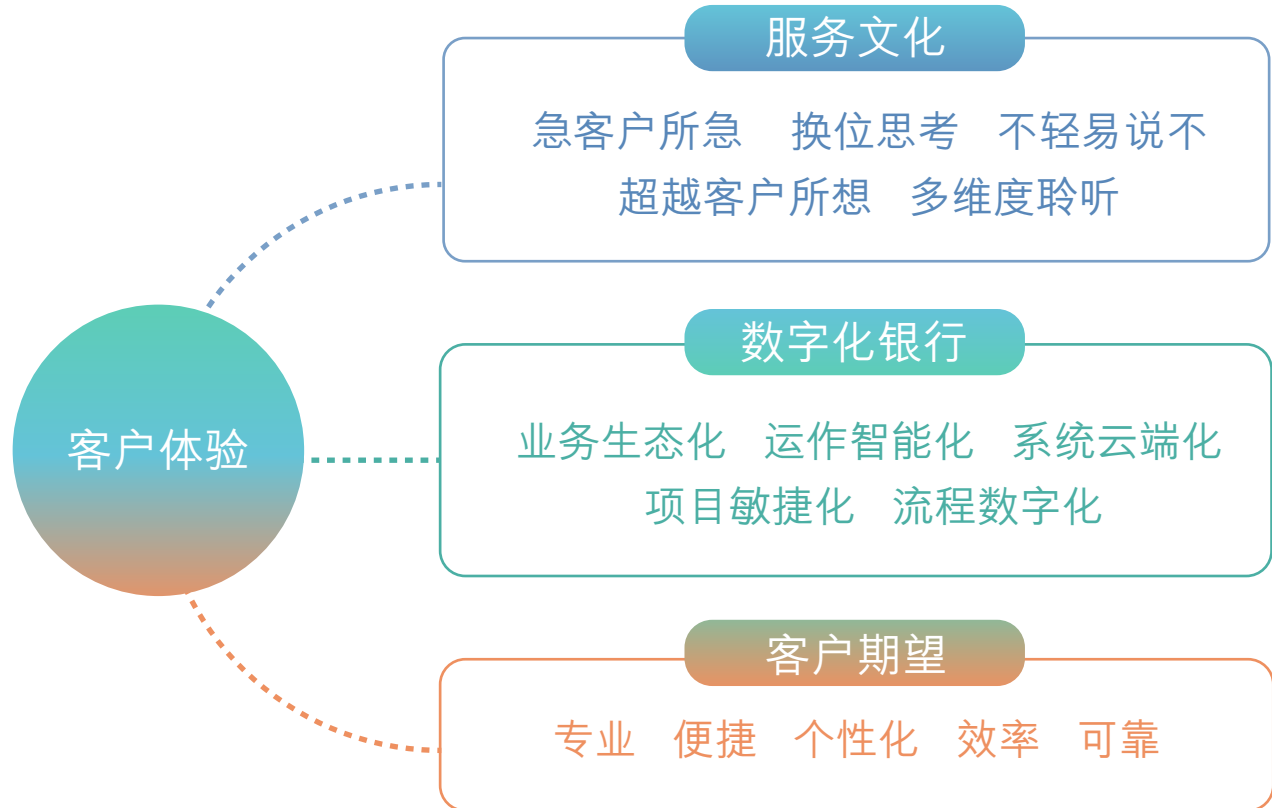 服务文化
急客户所急 换位思考 不轻易说不
超越客户所想 多维度聆听
客户体验
数字化银行
业务生态化 运作智能化 系统云端化
项目敏捷化 流程数字化
客户期望
专业 便捷 个性化 效率 可靠